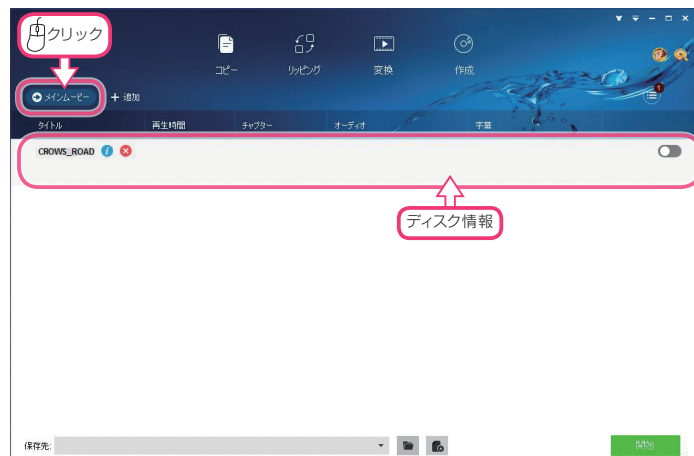 クリック
コピー
リッピング
変換
作成
メインムービー
+ 追加
1
タイトル
再生時間
チャプター
オーディオ
字幕
CROWS_ROAD
ディスク情報
保存先:
開始